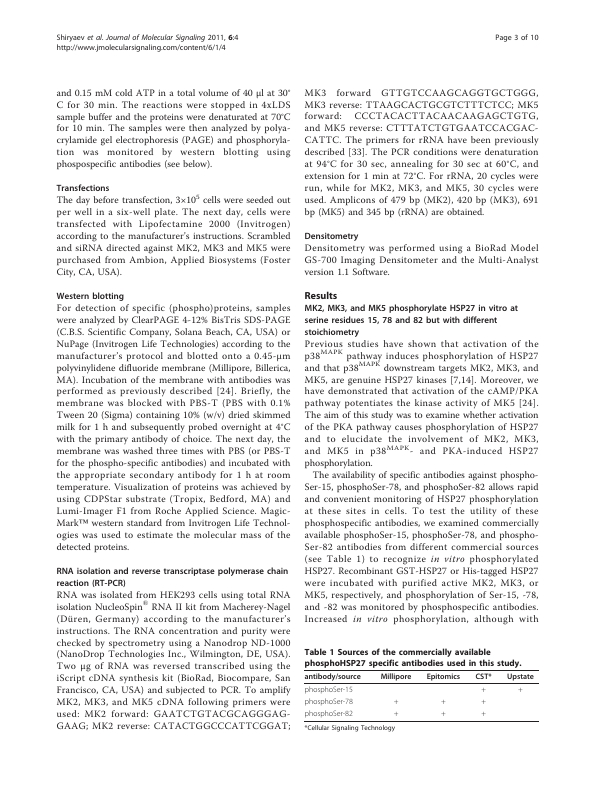 Shiryaev et al. Journal of Molecular Signaling 2011, 6:4
http://www.jmolecularsignaling.com/content/6/1/4
Page 3 of 10
and 0.15 mM cold ATP in a total volume of 40 μl at 30°
C for 30 min. The reactions were stopped in 4xLDS
sample buffer and the proteins were denaturated at 70°C
for 10 min. The samples were then analyzed by polya-
crylamide gel electrophoresis (PAGE) and phosphoryla-
tion was monitored by western blotting using
phospospecific antibodies (see below).
Transfections
The day before transfection, 3×10⁵ cells were seeded out
per well in a six-well plate. The next day, cells were
transfected with Lipofectamine 2000 (Invitrogen)
according to the manufacturer's instructions. Scrambled
and siRNA directed against MK2, MK3 and MK5 were
purchased from Ambion, Applied Biosystems (Foster
City, CA, USA).
Western blotting
For detection of specific (phospho)proteins, samples
were analyzed by ClearPAGE 4-12% BisTris SDS-PAGE
(C.B.S. Scientific Company, Solana Beach, CA, USA) or
NuPage (Invitrogen Life Technologies) according to the
manufacturer's protocol and blotted onto a 0.45-μm
polyvinylidene difluoride membrane (Millipore, Billerica,
MA). Incubation of the membrane with antibodies was
performed as previously described [24]. Briefly, the
membrane was blocked with PBS-T (PBS with 0.1%
Tween 20 (Sigma) containing 10% (w/v) dried skimmed
milk for 1 h and subsequently probed overnight at 4°C
with the primary antibody of choice. The next day, the
membrane was washed three times with PBS (or PBS-T
for the phospho-specific antibodies) and incubated with
the appropriate secondary antibody for 1 h at room
temperature. Visualization of proteins was achieved by
using CDPStar substrate (Tropix, Bedford, MA) and
Lumi-Imager F1 from Roche Applied Science. Magic-
Mark™ western standard from Invitrogen Life Technol-
ogies was used to estimate the molecular mass of the
detected proteins.
RNA isolation and reverse transcriptase polymerase chain
reaction (RT-PCR)
RNA was isolated from HEK293 cells using total RNA
isolation NucleoSpin® RNA II kit from Macherey-Nagel
(Düren, Germany) according to the manufacturer's
instructions. The RNA concentration and purity were
checked by spectrometry using a Nanodrop ND-1000
(NanoDrop Technologies Inc., Wilmington, DE, USA).
Two μg of RNA was reversed transcribed using the
iScript cDNA synthesis kit (BioRad, Biocompare, San
Francisco, CA, USA) and subjected to PCR. To amplify
MK2, MK3, and MK5 cDNA following primers were
used: MK2 forward: GAATCTGTACGCAGGGAG-
GAAG; MK2 reverse: CATACTGGCCCATTCGGAT;
MK3 forward GTTGTCCAAGCAGGTGCTGGG,
MK3 reverse: TTAAGCACTGCGTCTTTCTCC; MK5
forward: CCCTACACTTACAACAAGAGCTGTG,
and MK5 reverse: CTTTATCTGTGAATCCACGAC-
CATTC. The primers for rRNA have been previously
described [33]. The PCR conditions were denaturation
at 94°C for 30 sec, annealing for 30 sec at 60°C, and
extension for 1 min at 72°C. For rRNA, 20 cycles were
run, while for MK2, MK3, and MK5, 30 cycles were
used. Amplicons of 479 bp (MK2), 420 bp (MK3), 691
bp (MK5) and 345 bp (rRNA) are obtained.
Densitometry
Densitometry was performed using a BioRad Model
GS-700 Imaging Densitometer and the Multi-Analyst
version 1.1 Software.
Results
MK2, MK3, and MK5 phosphorylate HSP27 in vitro at
serine residues 15, 78 and 82 but with different
stoichiometry
Previous studies have shown that activation of the
p38ᴹᴬᴾᴷ pathway induces phosphorylation of HSP27
and that p38ᴹᴬᴾᴷ downstream targets MK2, MK3, and
MK5, are genuine HSP27 kinases [7,14]. Moreover, we
have demonstrated that activation of the cAMP/PKA
pathway potentiates the kinase activity of MK5 [24].
The aim of this study was to examine whether activation
of the PKA pathway causes phosphorylation of HSP27
and to elucidate the involvement of MK2, MK3,
and MK5 in p38ᴹᴬᴾᴷ- and PKA-induced HSP27
phosphorylation.
The availability of specific antibodies against phospho-
Ser-15, phosphoSer-78, and phosphoSer-82 allows rapid
and convenient monitoring of HSP27 phosphorylation
at these sites in cells. To test the utility of these
phosphospecific antibodies, we examined commercially
available phosphoSer-15, phosphoSer-78, and phospho-
Ser-82 antibodies from different commercial sources
(see Table 1) to recognize in vitro phosphorylated
HSP27. Recombinant GST-HSP27 or His-tagged HSP27
were incubated with purified active MK2, MK3, or
MK5, respectively, and phosphorylation of Ser-15, -78,
and -82 was monitored by phosphospecific antibodies.
Increased in vitro phosphorylation, although with
Table 1 Sources of the commercially available
phosphoHSP27 specific antibodies used in this study.
antibody/source Millipore Epitomics CST* Upstate
phosphoSer-15 + +
phosphoSer-78 + + +
phosphoSer-82 + + +
*Cellular Signaling Technology